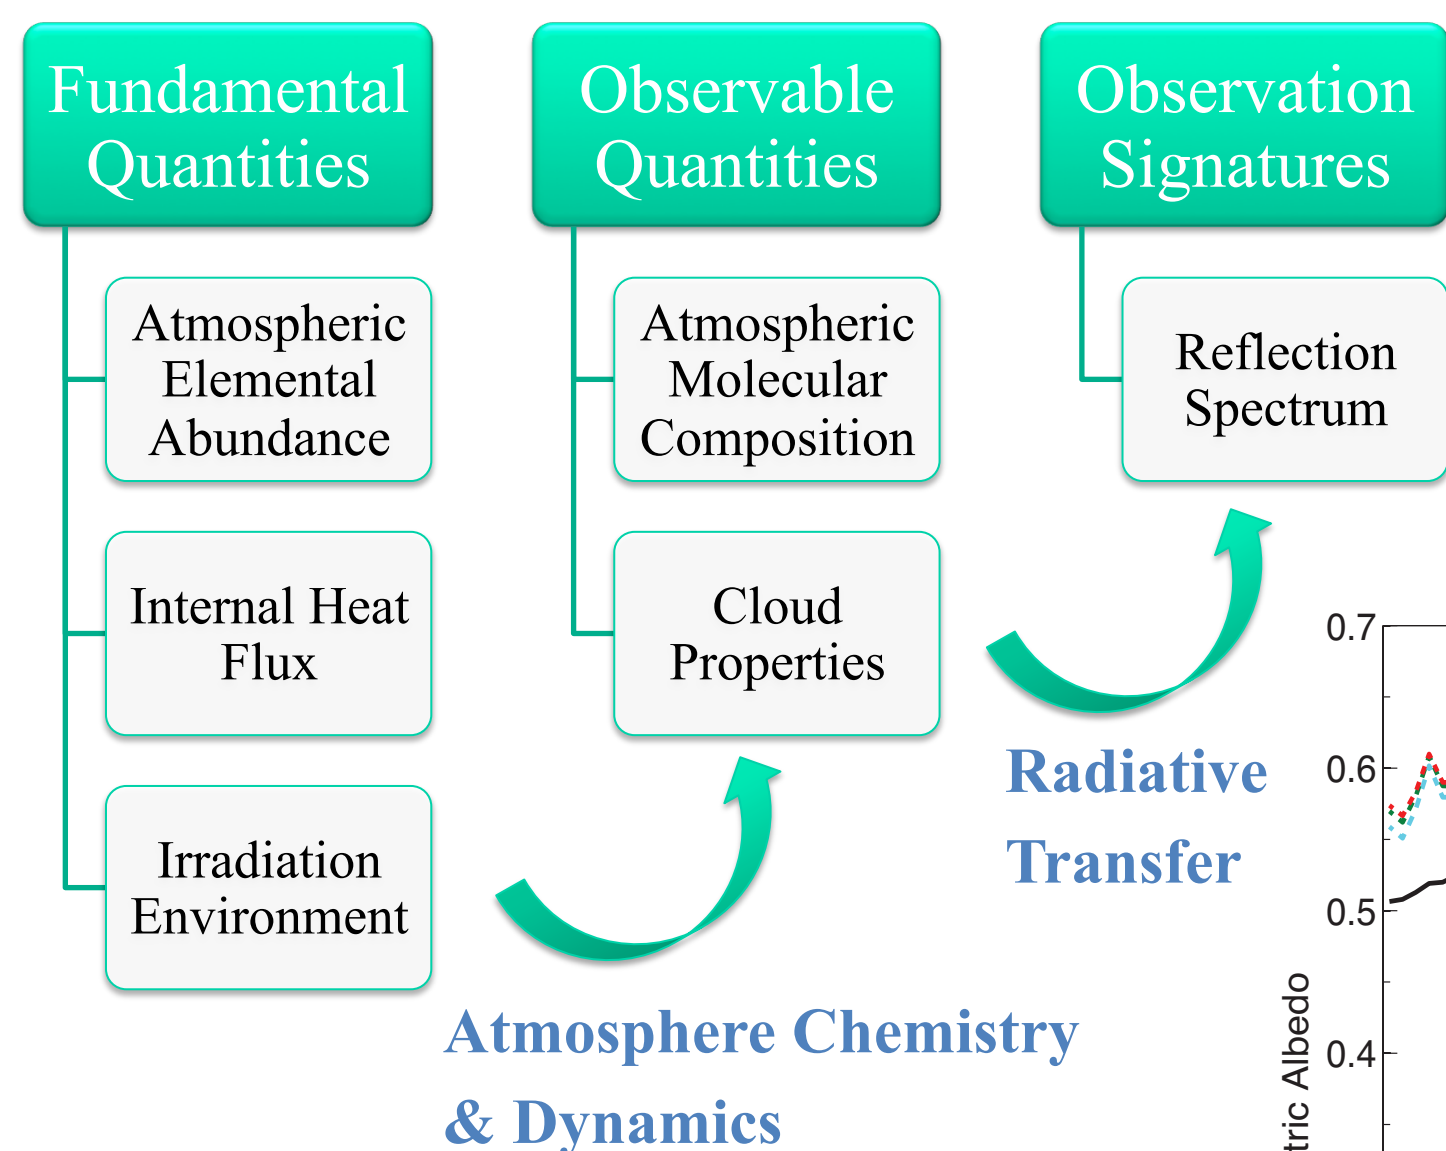 Fundamental
Quantities
Atmospheric
Elemental
Abundance
Internal Heat
Flux
Irradiation
Environment
Observable
Quantities
Atmospheric
Molecular
Composition
Cloud
Properties
Observation
Signatures
Reflection
Spectrum
Radiative
Transfer
Atmosphere Chemistry
& Dynamics
0.7
0.6
0.5
0.4
tric Albedo